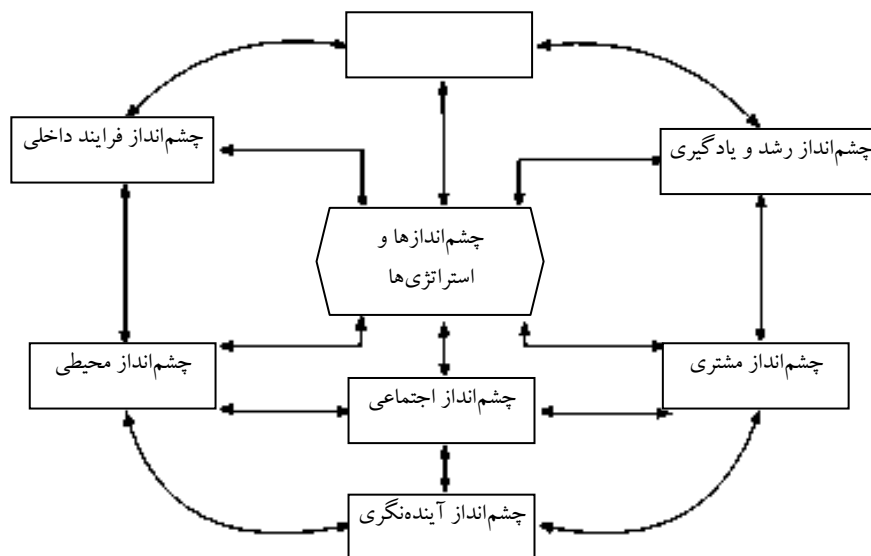 چشم‌انداز فرایند داخلی
چشم‌انداز رشد و یادگیری
چشم‌اندازها و
استراتژی‌ها
چشم‌انداز محیطی
چشم‌انداز مشتری
چشم‌انداز اجتماعی
چشم‌انداز آینده‌نگری